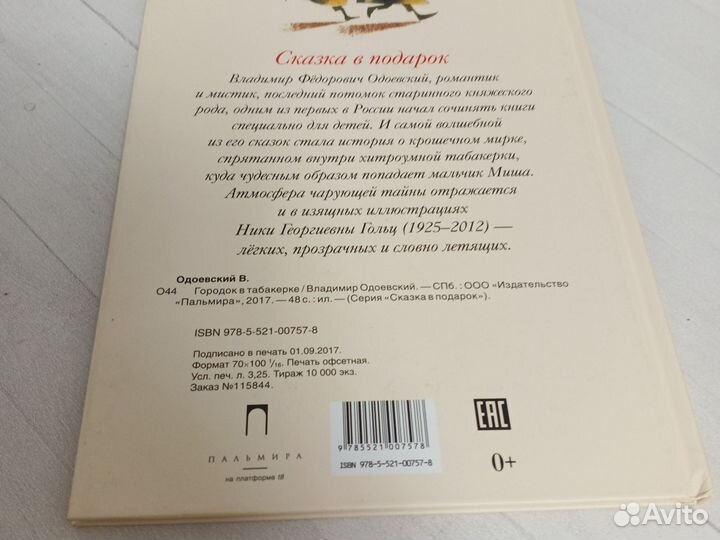 Сказка в подарок
Владимир Фёдорович Одоевский, романтик
и мистик, последний потомок старинного княжеского
рода, одним из первых в России начал сочинять книги
специально для детей. И самой волшебной
из его сказок стала история о крошечном мирке,
спрятанном внутри хитроумной табакерки,
куда чудесным образом попадает мальчик Миша.
Атмосфера чарующей тайны отражается
и в изящных иллюстрациях
Ники Георгиевны Гольц (1925–2012) —
лёгких, прозрачных и словно летящих.
Одоевский В.
О44 Городок в табакерке / Владимир Одоевский. — СПб. : ООО «Издательство
«Пальмира», 2017. — 48 с. : ил. — (Серия «Сказка в подарок»).
ISBN 978-5-521-00757-8
Подписано в печать 01.09.2017.
Формат 70×100 1/16. Печать офсетная.
Усл. печ. л. 3,25. Тираж 10 000 экз.
Заказ №115844.
ПАЛЬМИРА
на платформе t8
9 785521 007578
ISBN 978-5-521-00757-8
EAC
0+
Avito